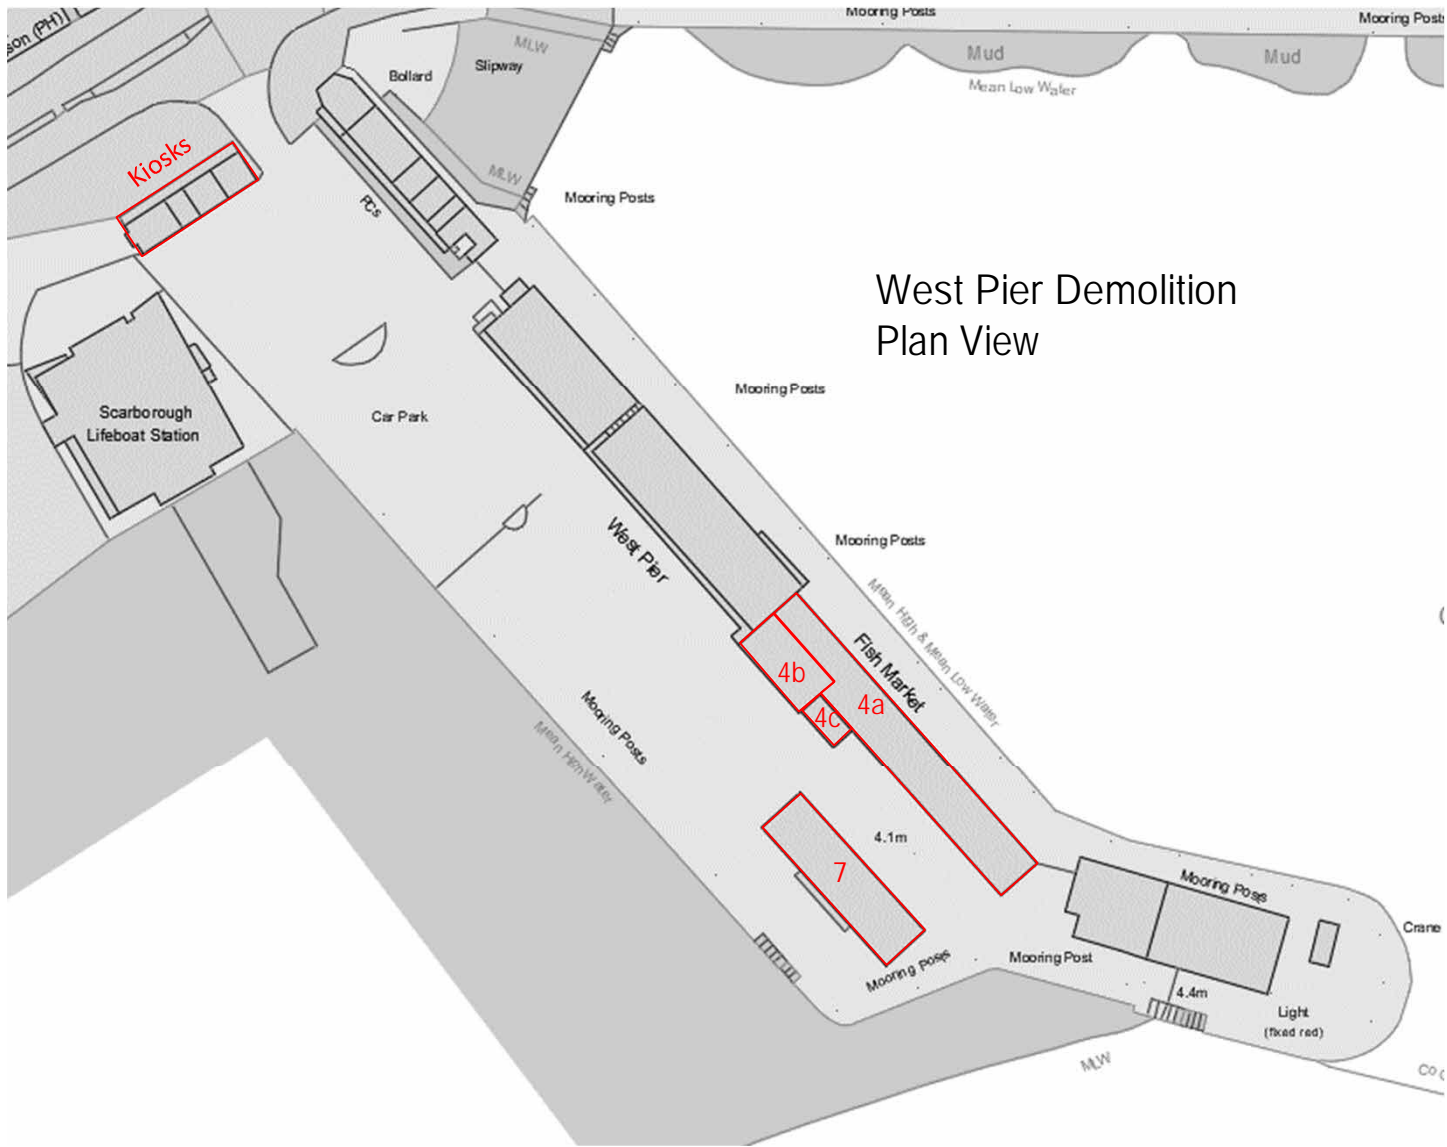 son (PH)
Mooring Posts
Mooring Posts
MLW
Slipway
Bollard
Mud
Mud
Mean Low Water
Kiosks
MLW
PCs
Mooring Posts
West Pier Demolition
Plan View
Mooring Posts
Scarborough
Lifeboat Station
Car Park
West Pier
Mooring Posts
Mean High & Mean Low Water
Fish Market
4b
4a
4c
Mooring Posts
Mean High Water
4.1m
7
Mooring Posts
Mooring Posts
Mooring Post
Crane
4.4m
Light
(fixed red)
MLW